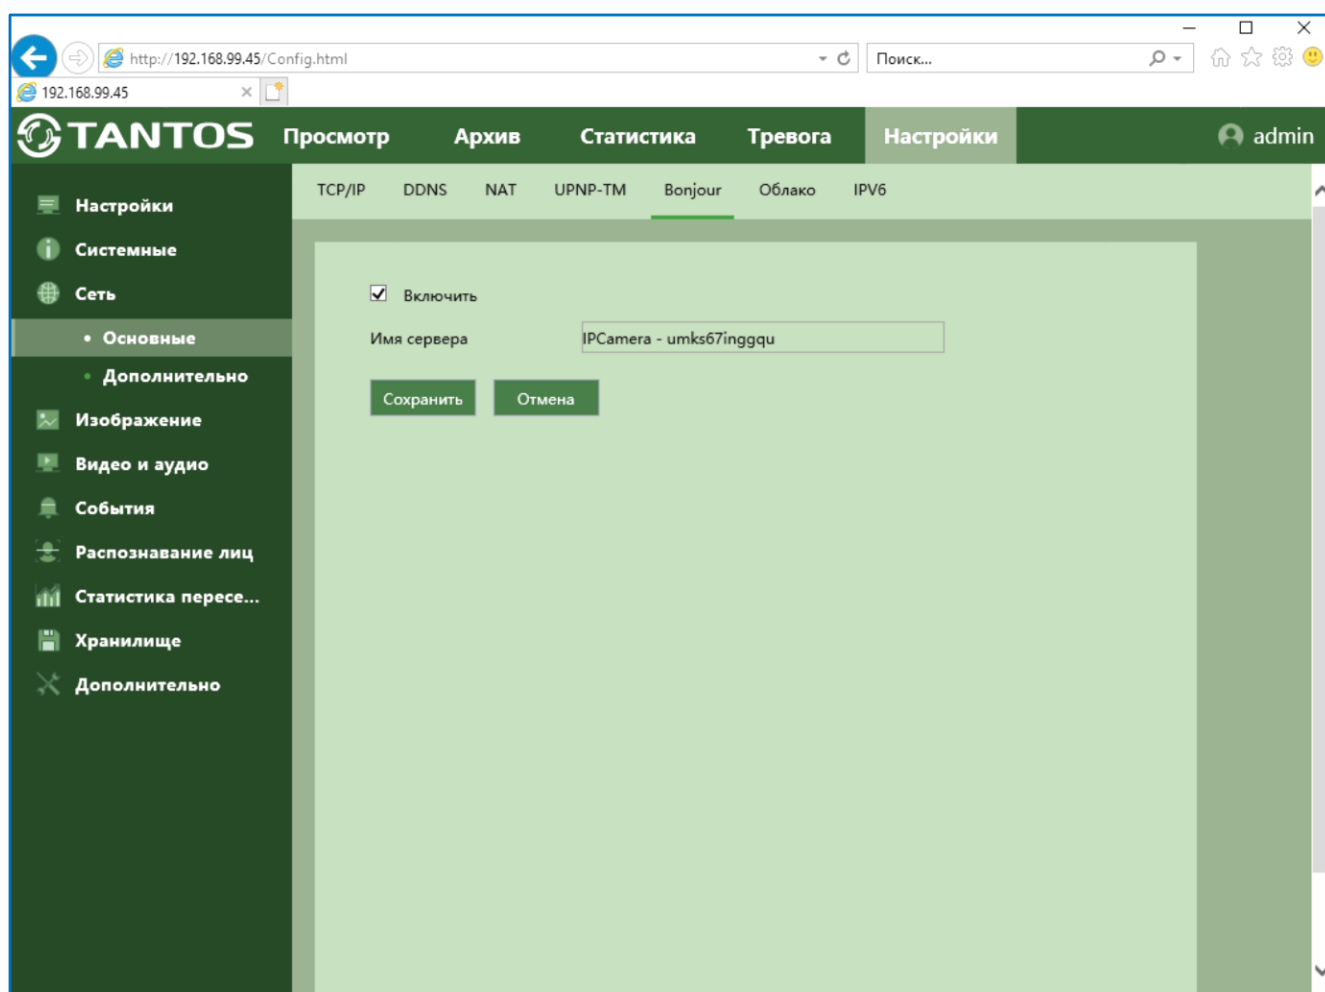 http://192.168.99.45/Config.html
Поиск...
192.168.99.45
TANTOS
Просмотр
Архив
Статистика
Тревога
Настройки
admin
TCP/IP
DDNS
NAT
UPNP-TM
Bonjour
Облако
IPV6
Настройки
Системные
Сеть
Основные
Дополнительно
Изображение
Видео и аудио
События
Распознавание лиц
Статистика пересе...
Хранилище
Дополнительно
Включить
Имя сервера
IPCamera - umks67inggqu
Сохранить
Отмена